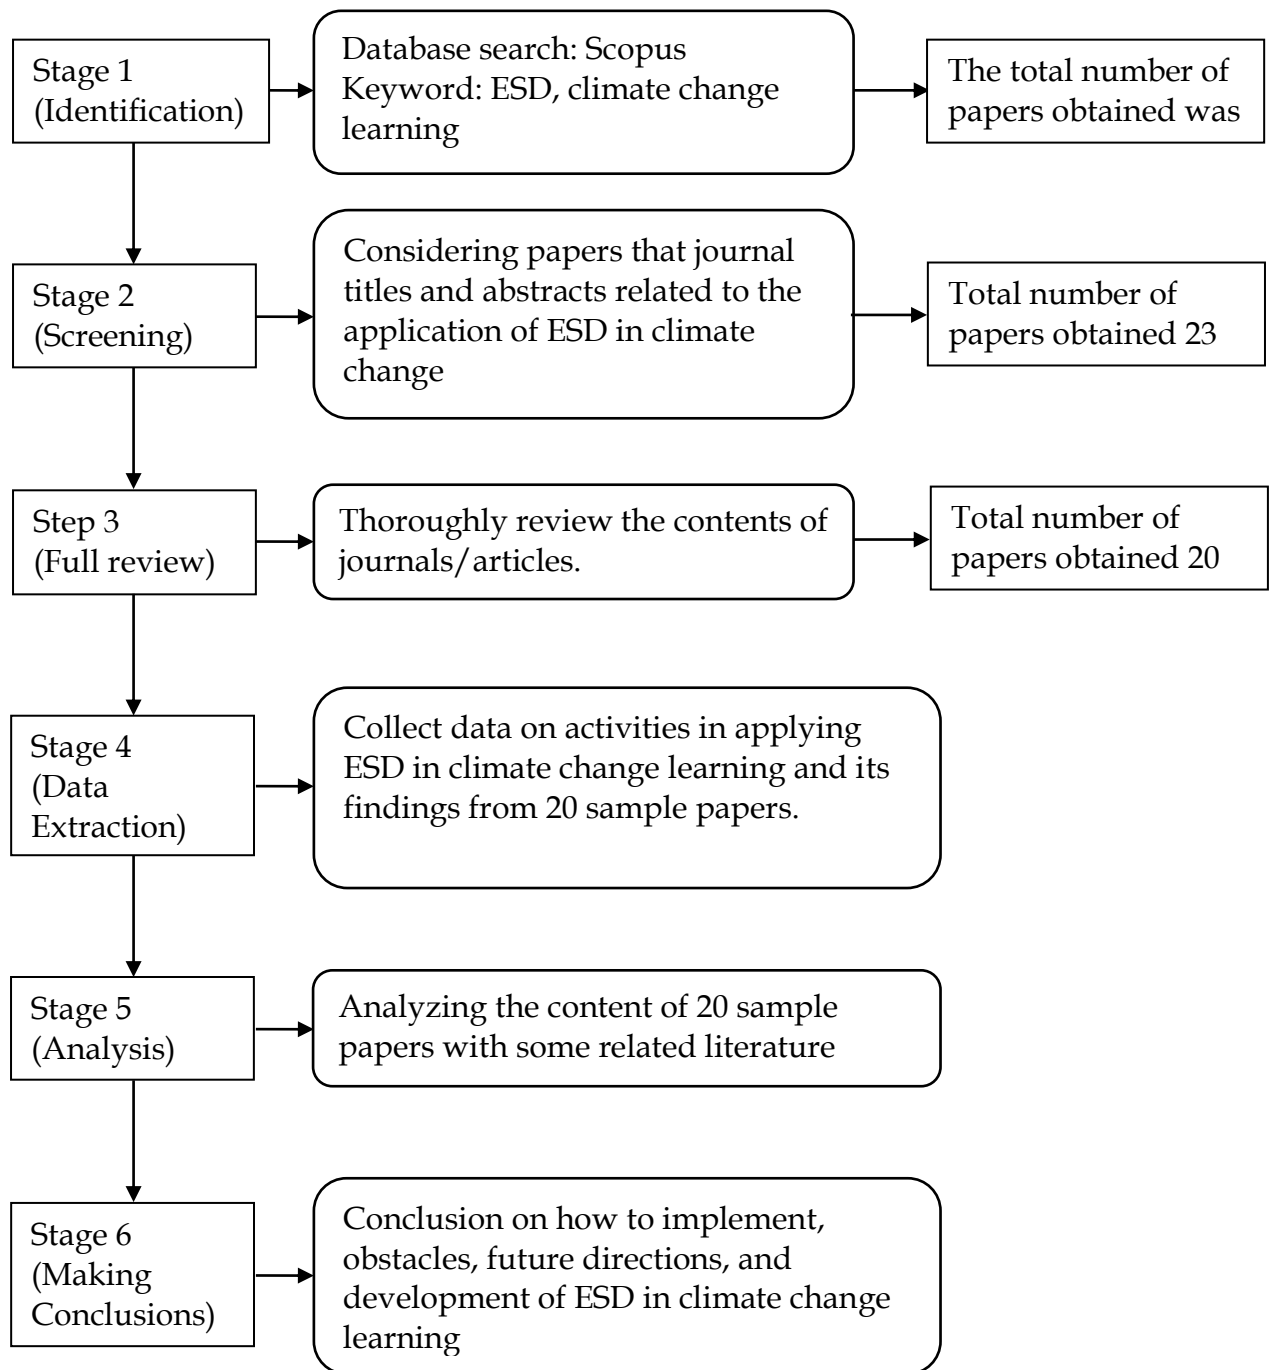 Stage 1
(Identification)
Database search: Scopus
Keyword: ESD, climate change
learning
The total number of
papers obtained was
Stage 2
(Screening)
Considering papers that journal
titles and abstracts related to the
application of ESD in climate
change
Total number of
papers obtained 23
Step 3
(Full review)
Thoroughly review the contents of
journals/articles.
Total number of
papers obtained 20
Stage 4
(Data
Extraction)
Collect data on activities in applying
ESD in climate change learning and its
findings from 20 sample papers.
Stage 5
(Analysis)
Analyzing the content of 20 sample
papers with some related literature
Stage 6
(Making
Conclusions)
Conclusion on how to implement,
obstacles, future directions, and
development of ESD in climate change
learning